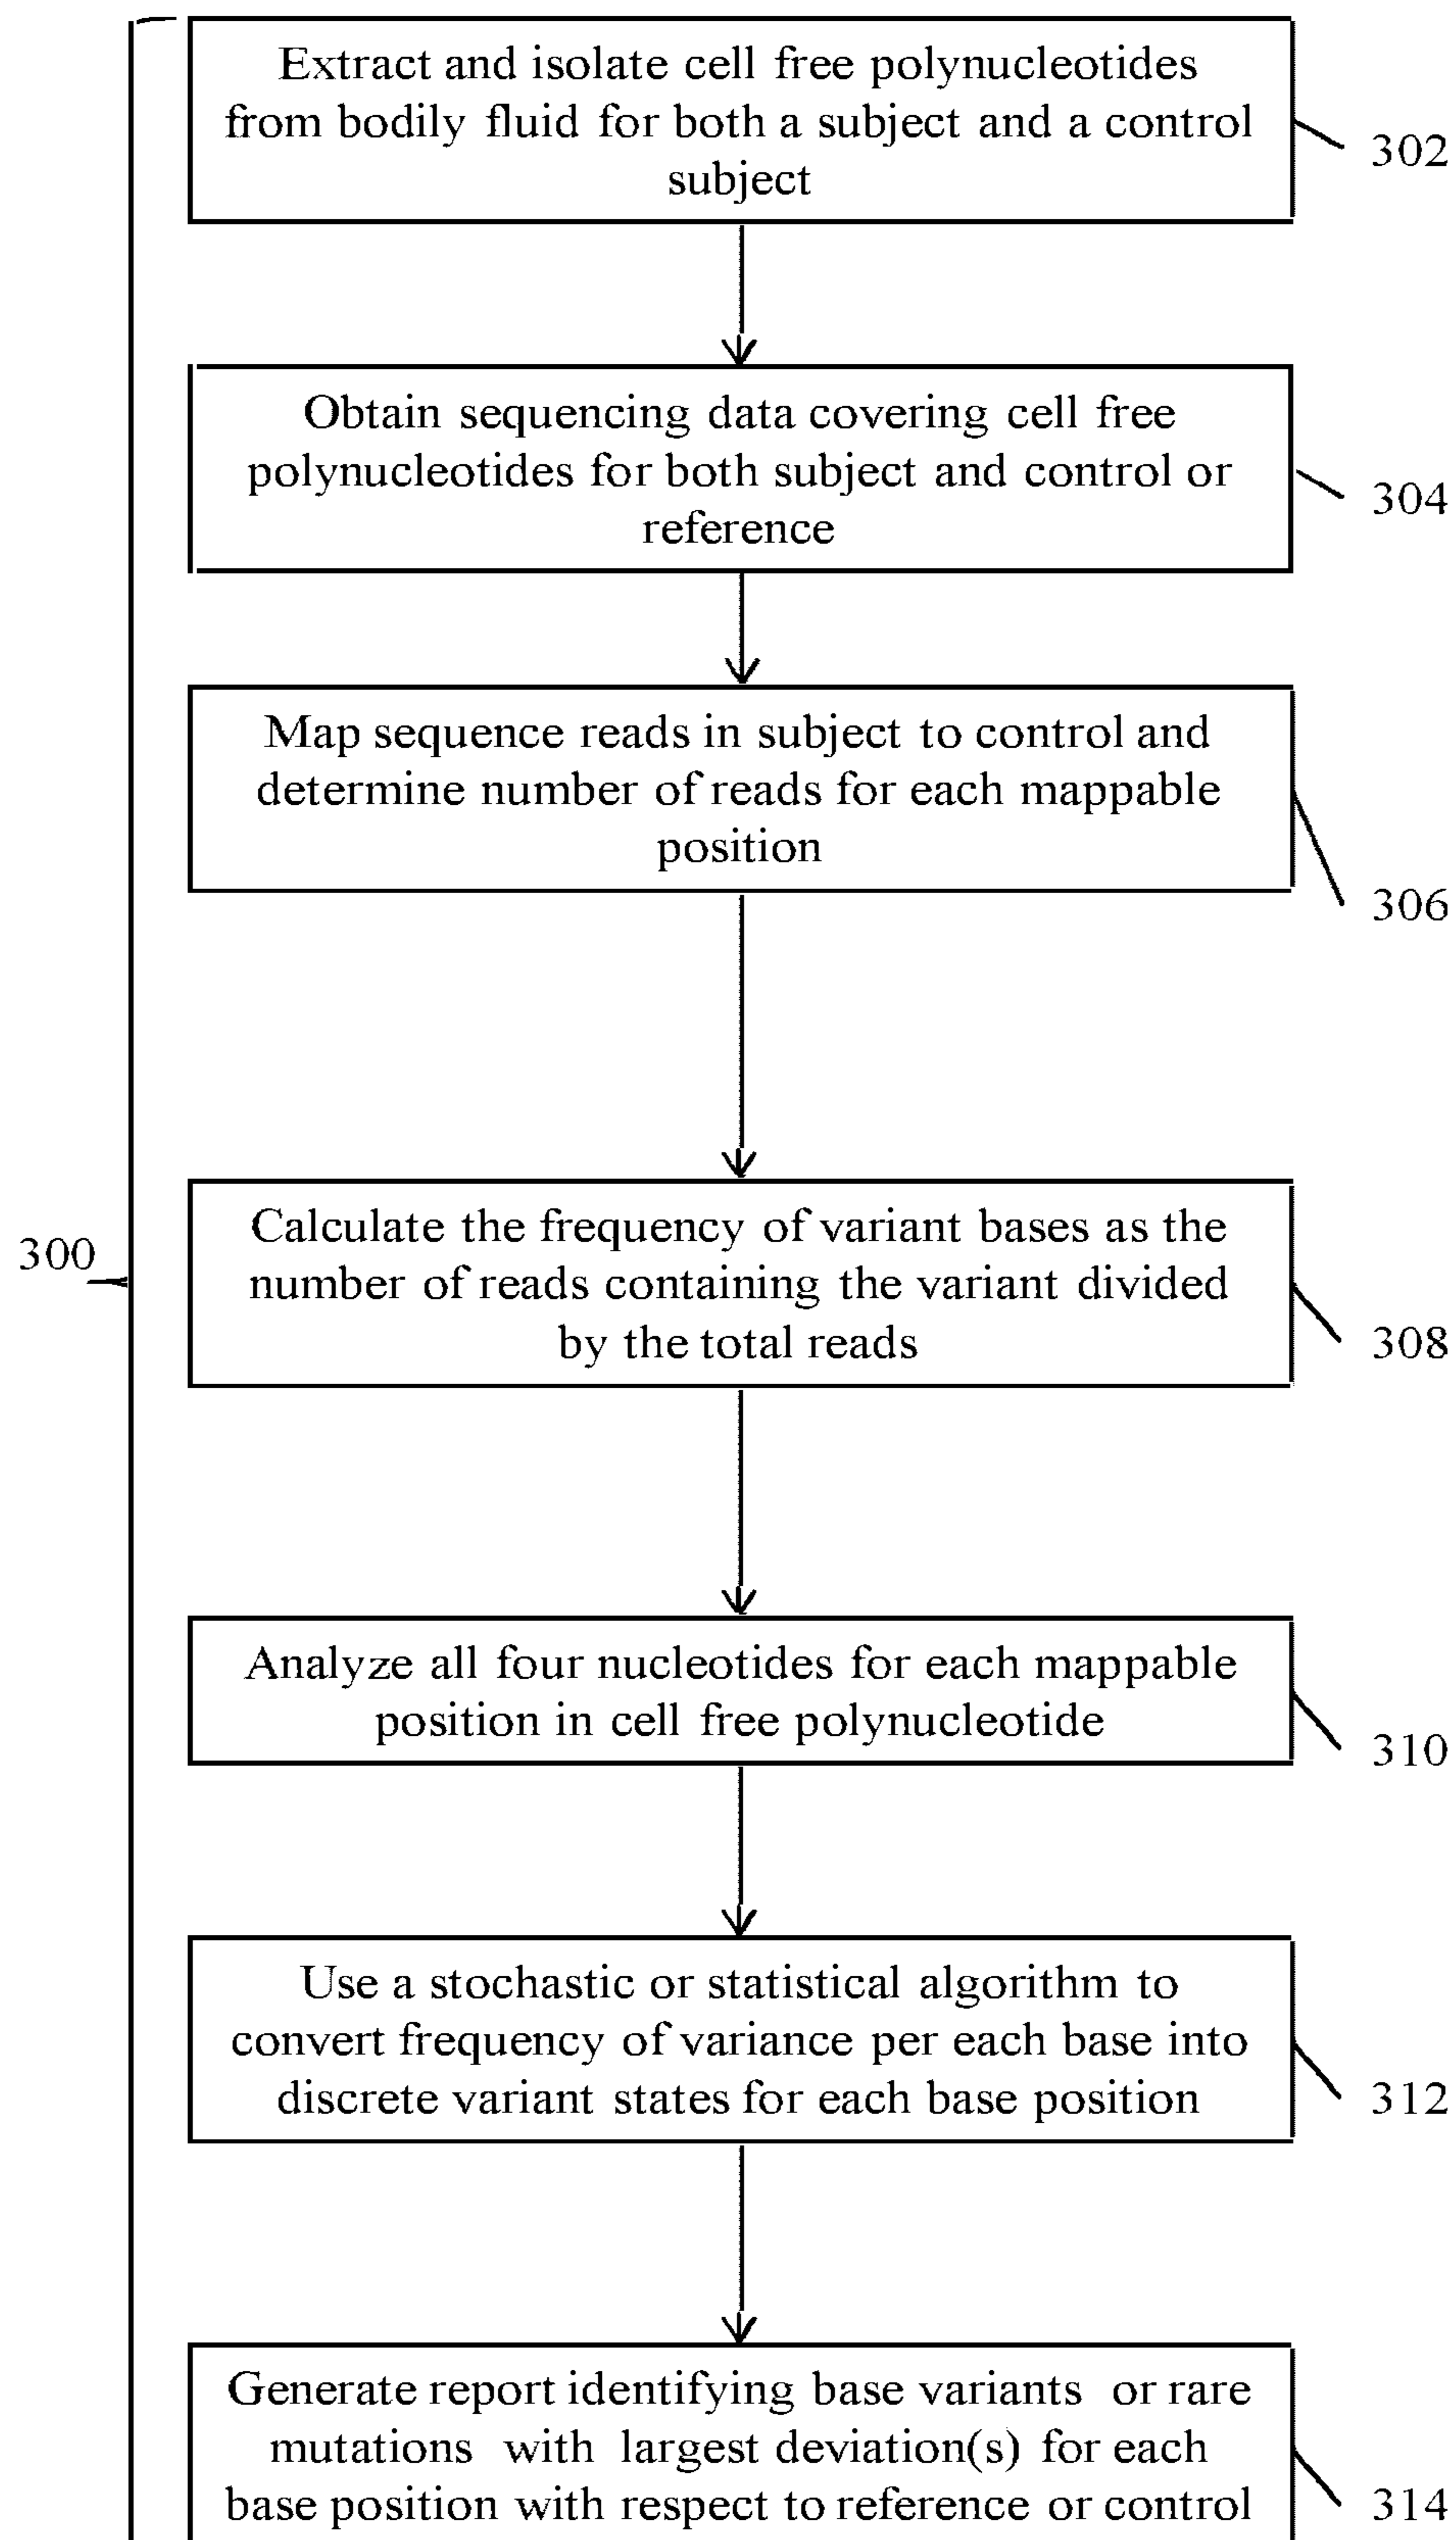 Extract and isolate cell free polynucleotides
from bodily fluid for both a subject and a control
subject
302
Obtain sequencing data covering cell free
polynucleotides for both subject and control or
reference
304
Map sequence reads in subject to control and
determine number of reads for each mappable
position
306
300
Calculate the frequency of variant bases as the
number of reads containing the variant divided
by the total reads
308
Analyze all four nucleotides for each mappable
position in cell free polynucleotide
310
Use a stochastic or statistical algorithm to
convert frequency of variance per each base into
discrete variant states for each base position
312
Generate report identifying base variants or rare
mutations with largest deviation(s) for each
base position with respect to reference or control
314